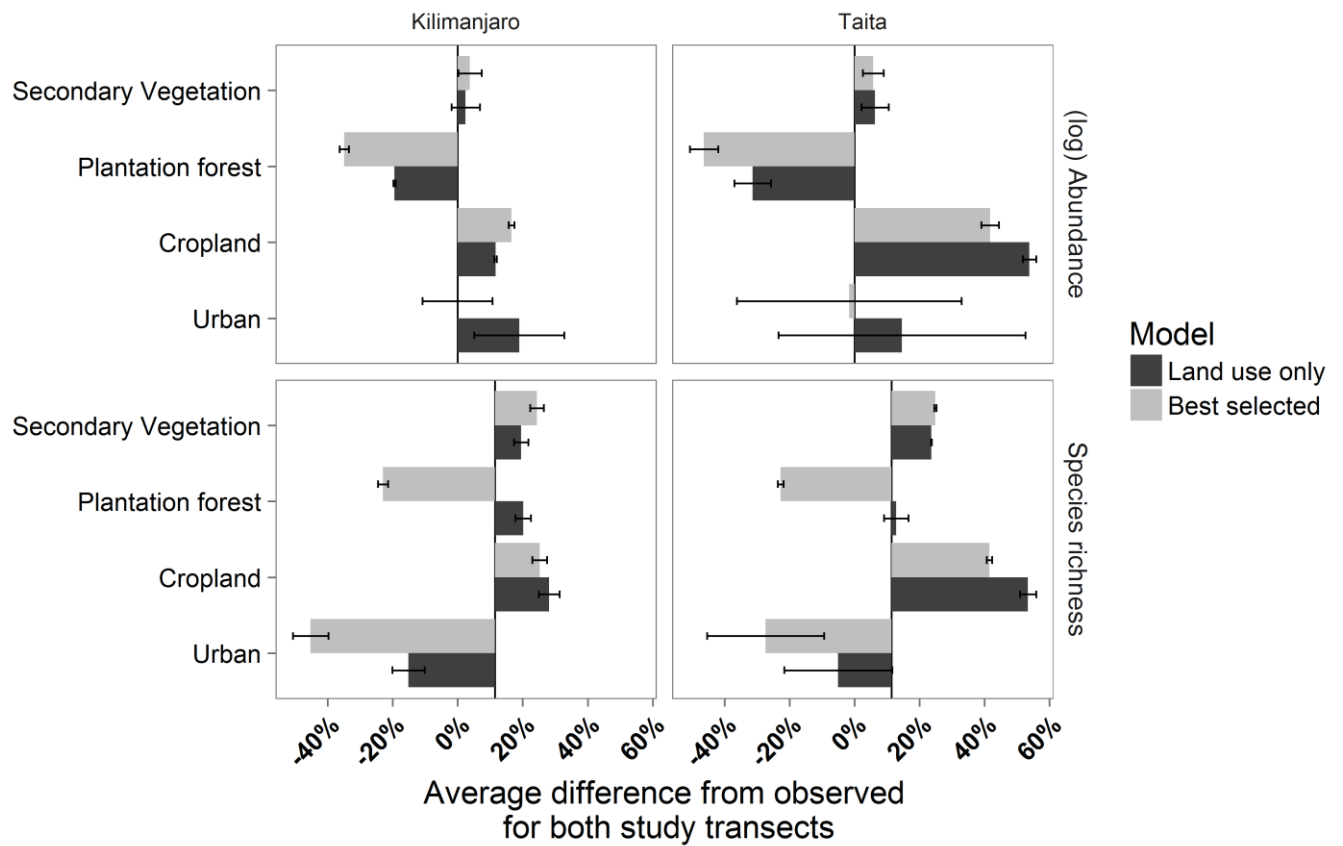 Kilimanjaro
Taita
Secondary Vegetation
Plantation forest
Cropland
Urban
(log) Abundance
Secondary Vegetation
Plantation forest
Cropland
Urban
Species richness
Model
Land use only
Best selected
-40% -20% 0% 20% 40% 60%
-40% -20% 0% 20% 40% 60%
Average difference from observed
for both study transects